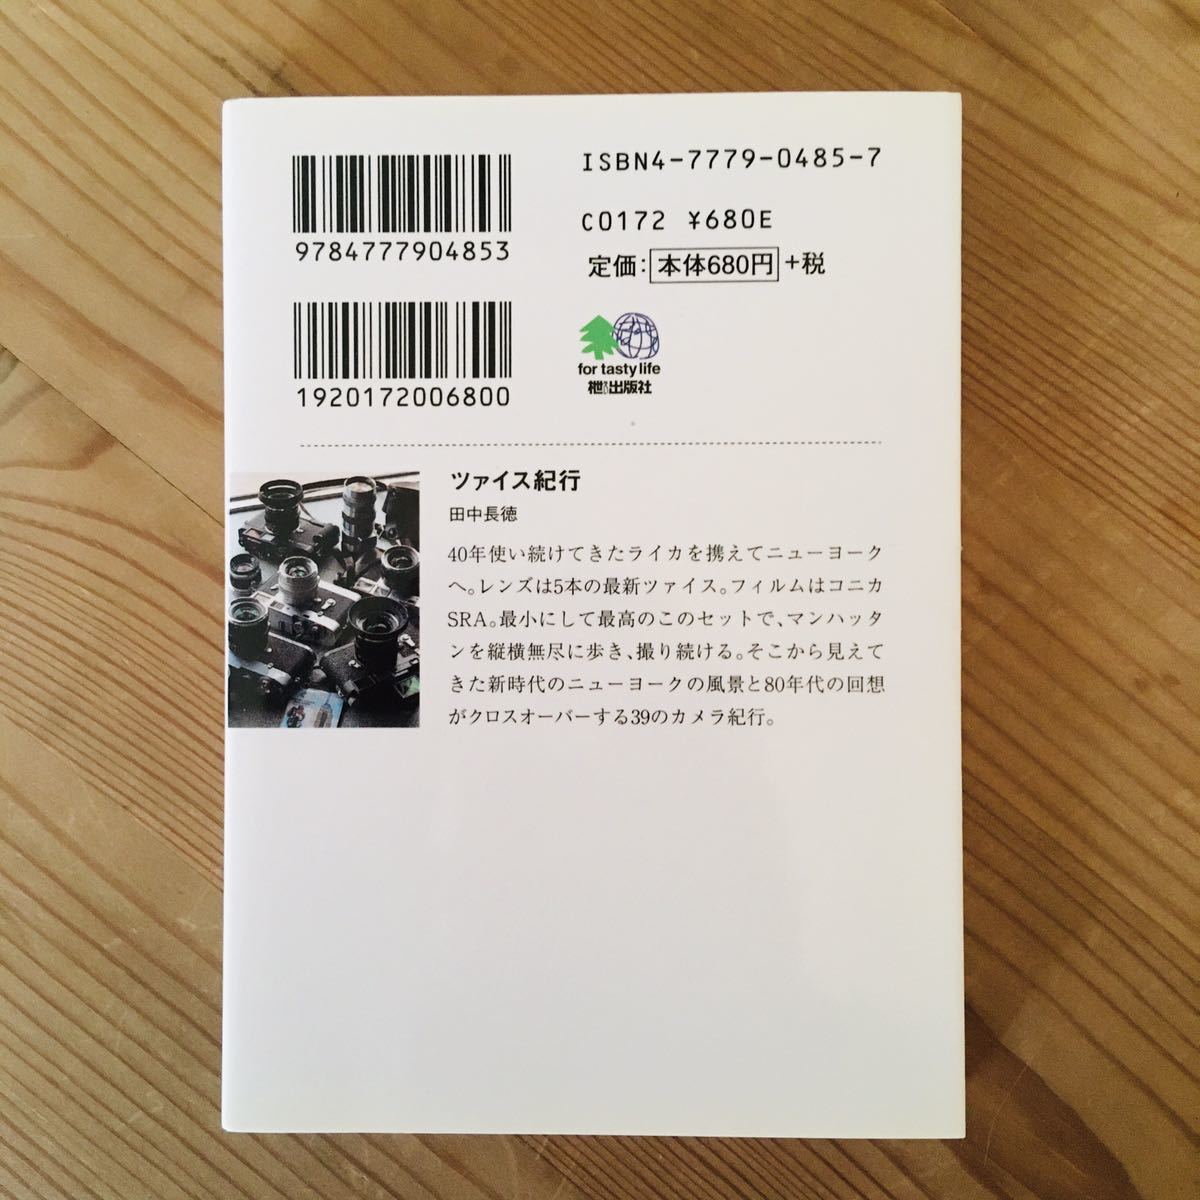 ISBN4-7779-0485-7
9784777904853
C0172 ¥680E
定価:本体680円+税
1920172006800
for tasty life
枻出版社
ツァイス紀行
田中長徳
40年使い続けてきたライカを携えてニューヨーク
へ。レンズは5本の最新ツァイス。フィルムはコニカ
SRA。最小にして最高のこのセットで、マンハッタ
ンを縦横無尽に歩き、撮り続ける。そこから見えて
きた新時代のニューヨークの風景と80年代の回想
がクロスオーバーする39のカメラ紀行。